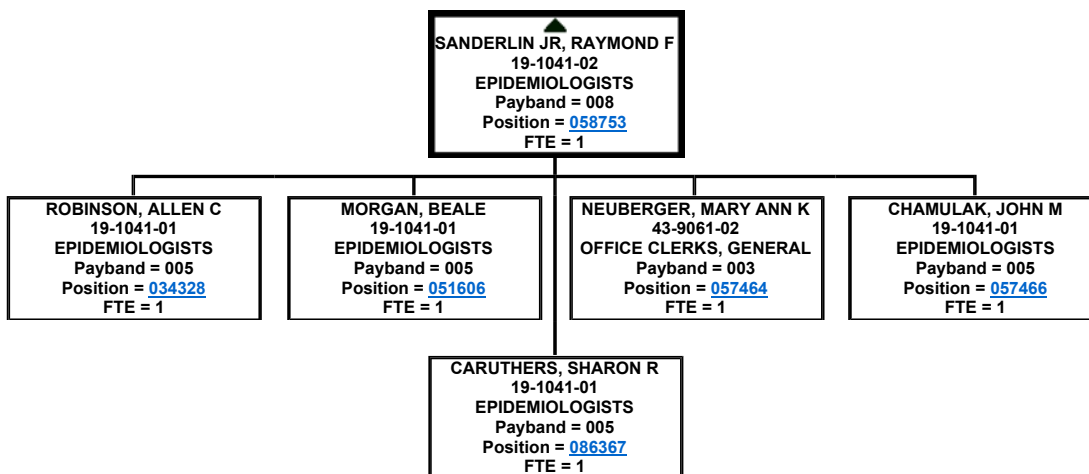 SANDERLIN JR, RAYMOND F
19-1041-02
EPIDEMIOLOGISTS
Payband = 008
Position = 058753
FTE = 1
ROBINSON, ALLEN C
19-1041-01
EPIDEMIOLOGISTS
Payband = 005
Position = 034328
FTE = 1
MORGAN, BEALE
19-1041-01
EPIDEMIOLOGISTS
Payband = 005
Position = 051606
FTE = 1
NEUBERGER, MARY ANN K
43-9061-02
OFFICE CLERKS, GENERAL
Payband = 003
Position = 057464
FTE = 1
CHAMULAK, JOHN M
19-1041-01
EPIDEMIOLOGISTS
Payband = 005
Position = 057466
FTE = 1
CARUTHERS, SHARON R
19-1041-01
EPIDEMIOLOGISTS
Payband = 005
Position = 086367
FTE = 1